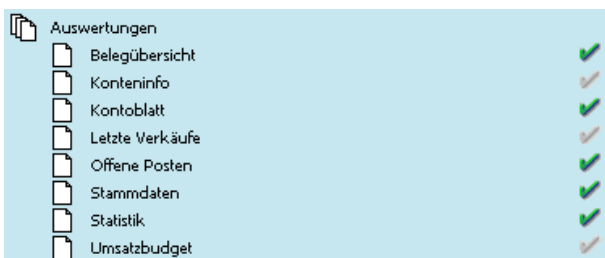 Auswertungen
Belegübersicht
Konteninfo
Kontoblatt
Letzte Verkäufe
Offene Posten
Stammdaten
Statistik
Umsatzbudget